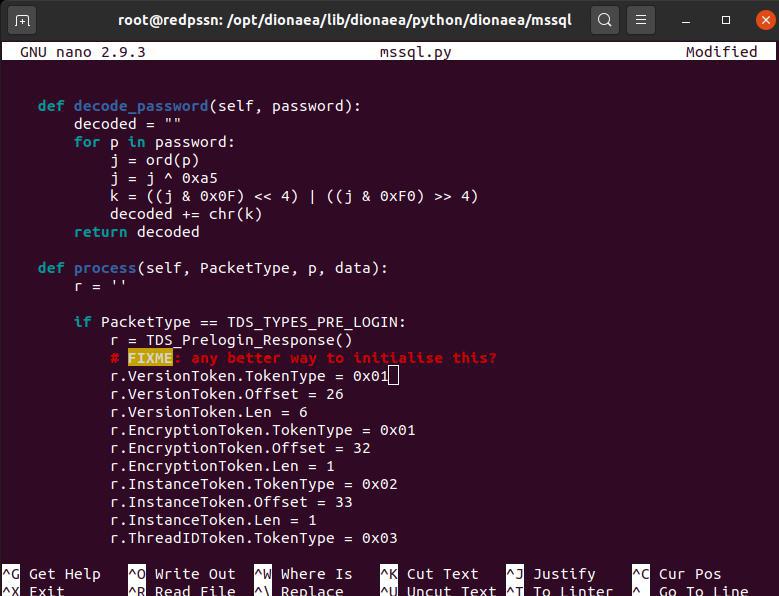 root@redpssn: /opt/dionaea/lib/dionaea/python/dionaea/mssql
GNU nano 2.9.3 mssql.py Modified
def decode_password(self, password):
decoded = ""
for p in password:
j = ord(p)
j = j ^ 0xa5
k = ((j & 0x0F) << 4) | ((j & 0xF0) >> 4)
decoded += chr(k)
return decoded
def process(self, PacketType, p, data):
r = ''
if PacketType == TDS_TYPES_PRE_LOGIN:
r = TDS_Prelogin_Response()
# FIXME: any better way to initialise this?
r.VersionToken.TokenType = 0x01
r.VersionToken.Offset = 26
r.VersionToken.Len = 6
r.EncryptionToken.TokenType = 0x01
r.EncryptionToken.Offset = 32
r.EncryptionToken.Len = 1
r.InstanceToken.TokenType = 0x02
r.InstanceToken.Offset = 33
r.InstanceToken.Len = 1
r.ThreadIDToken.TokenType = 0x03
^G Get Help ^O Write Out ^W Where Is ^K Cut Text ^J Justify ^C Cur Pos
^X Exit ^R Read File ^\ Replace ^U Uncut Text ^T To Linter ^_ Go To Line